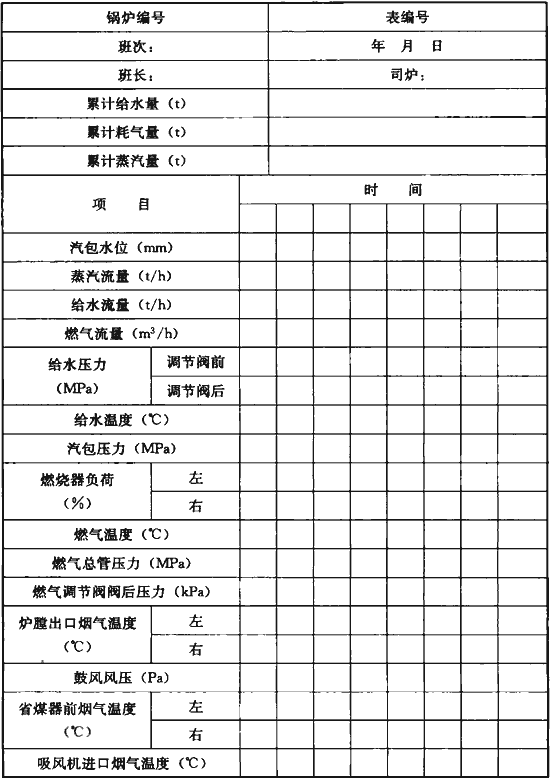 锅炉编号 表编号
班次： 年 月 日
班长： 司炉：
累计给水量（t）
累计耗气量（t）
累计蒸汽量（t）
项 目 时 间
汽包水位（mm）
蒸汽流量（t/h）
给水流量（t/h）
燃气流量（m³/h）
给水压力（MPa） 调节阀前
调节阀后
给水温度（℃）
汽包压力（MPa）
燃烧器负荷（%） 左
右
燃气温度（℃）
燃气总管压力（MPa）
燃气调节阀阀后压力（kPa）
炉膛出口烟气温度（℃） 左
右
鼓风风压（Pa）
省煤器前烟气温度（℃） 左
右
吸风机进口烟气温度（℃）